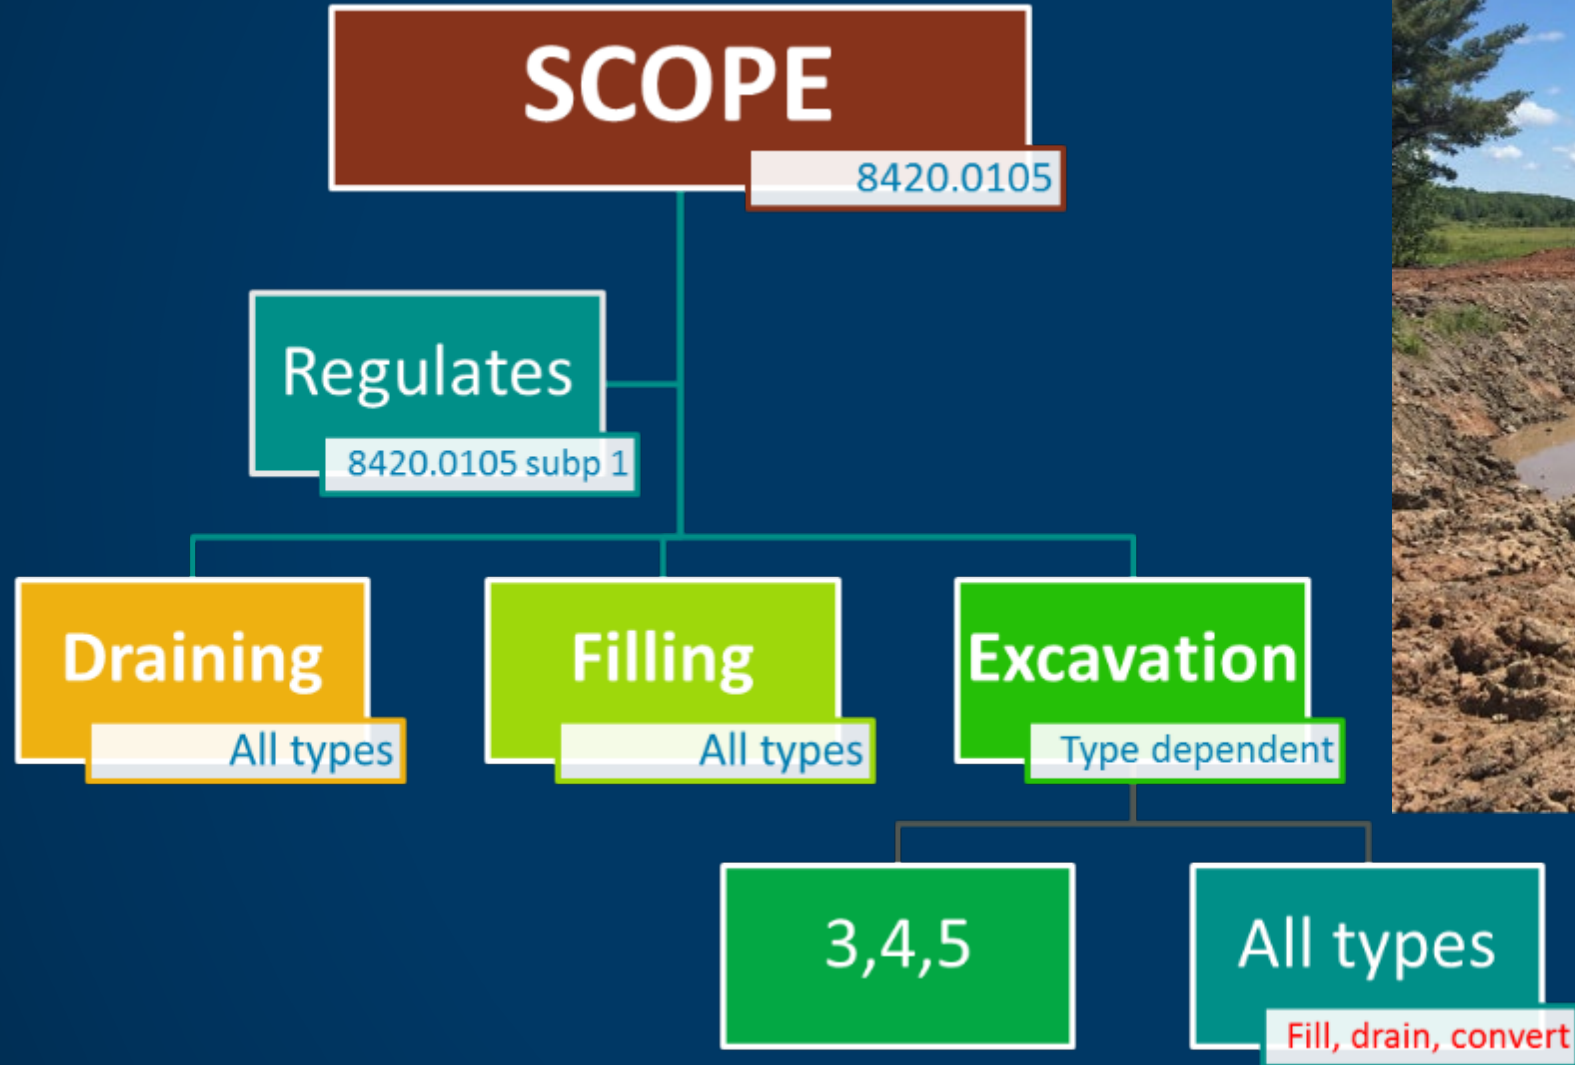 SCOPE
8420.0105
Regulates
8420.0105 subp 1
Draining
All types
Filling
All types
Excavation
Type dependent
3,4,5
All types
Fill, drain, convert